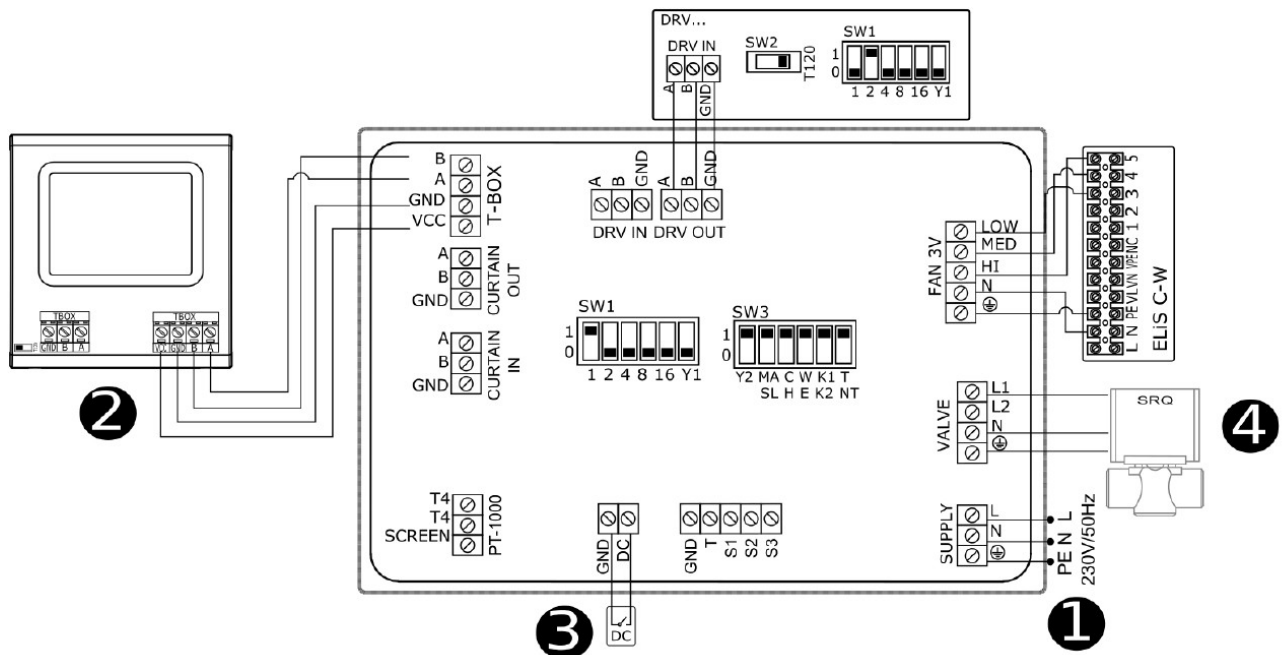 DRV...
DRV IN
A
B
GND
SW2
T120
SW1
1
0
1 2 4 8 16 Y1
B
A
GND
VCC
T-BOX
A
B
GND
CURTAIN
OUT
A
B
GND
CURTAIN
IN
A
B
GND
DRV IN
A
B
GND
DRV OUT
SW1
1
0
1 2 4 8 16 Y1
SW3
1
0
Y2 MA C W K1 T
SL H E K2 NT
LOW
MED
HI
N
FAN 3V
L N PE VLVN VPENC 1 2 3 4 5
ELiS C-W
L1
L2
N
VALVE
SRQ
4
L
N
SUPPLY
PE N L
230V/50Hz
1
T4
T4
SCREEN
PT-1000
GND
DC
DC
3
GND
T
S1
S2
S3
TBOX
GND B A
TBOX
VCC GND B A
2